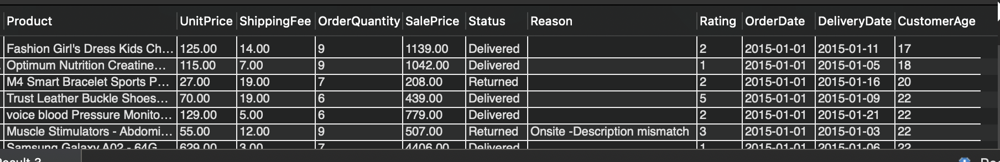 Product UnitPrice ShippingFee OrderQuantity SalePrice Status Reason Rating OrderDate DeliveryDate CustomerAge
Fashion Girl's Dress Kids Ch... 125.00 14.00 9 1139.00 Delivered 2 2015-01-01 2015-01-11 17
Optimum Nutrition Creatine... 115.00 7.00 9 1042.00 Delivered 1 2015-01-01 2015-01-05 18
M4 Smart Bracelet Sports P... 27.00 19.00 7 208.00 Returned 2 2015-01-01 2015-01-16 20
Trust Leather Buckle Shoes... 70.00 19.00 6 439.00 Delivered 5 2015-01-01 2015-01-09 22
voice blood Pressure Monito... 129.00 5.00 6 779.00 Delivered 2 2015-01-01 2015-01-21 22
Muscle Stimulators - Abdomi... 55.00 12.00 9 507.00 Returned Onsite -Description mismatch 3 2015-01-01 2015-01-03 22
Samsung Galaxy A02 - 64G 629.00 3.00 7 4406.00 Delivered 1 2015-01-01 2015-01-06 22